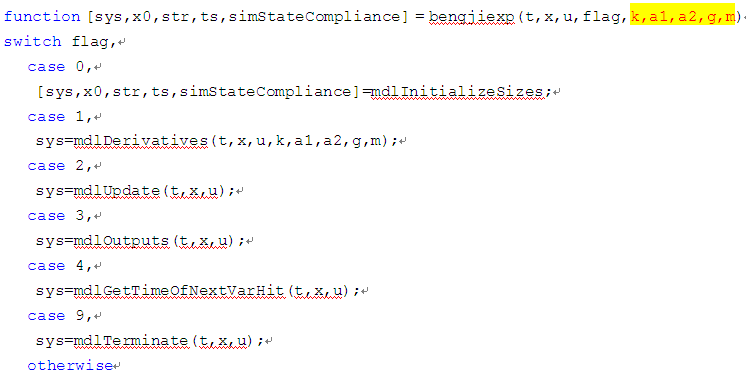 function [sys,x0,str,ts,simStateCompliance] = bengjiexp(t,x,u,flag,k,a1,a2,g,m)
switch flag,↵
case 0,↵
[sys,x0,str,ts,simStateCompliance]=mdlInitializeSizes;↵
case 1,↵
sys=mdlDerivatives(t,x,u,k,a1,a2,g,m);↵
case 2,↵
sys=mdlUpdate(t,x,u);↵
case 3,↵
sys=mdlOutputs(t,x,u);↵
case 4,↵
sys=mdlGetTimeOfNextVarHit(t,x,u);↵
case 9,↵
sys=mdlTerminate(t,x,u);↵
otherwise↵